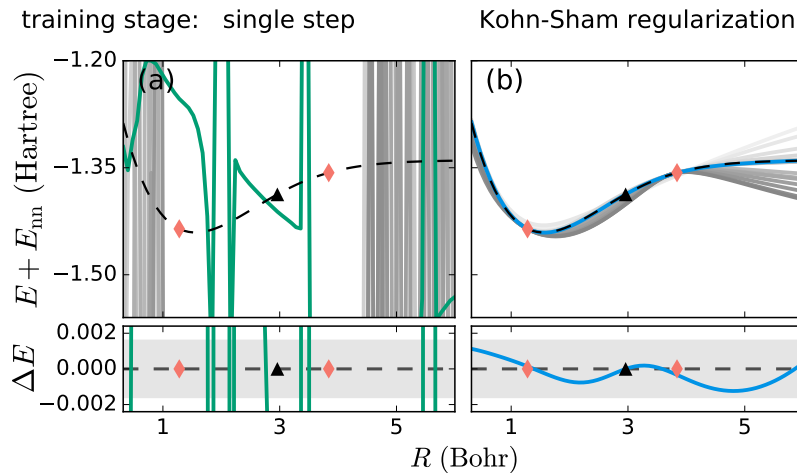 training stage: single step Kohn-Sham regularization
(a) (b)
−1.20
−1.35
−1.50
E + Enn (Hartree)
0.002
0.000
−0.002
ΔE
1 3 5 1 3 5
R (Bohr)